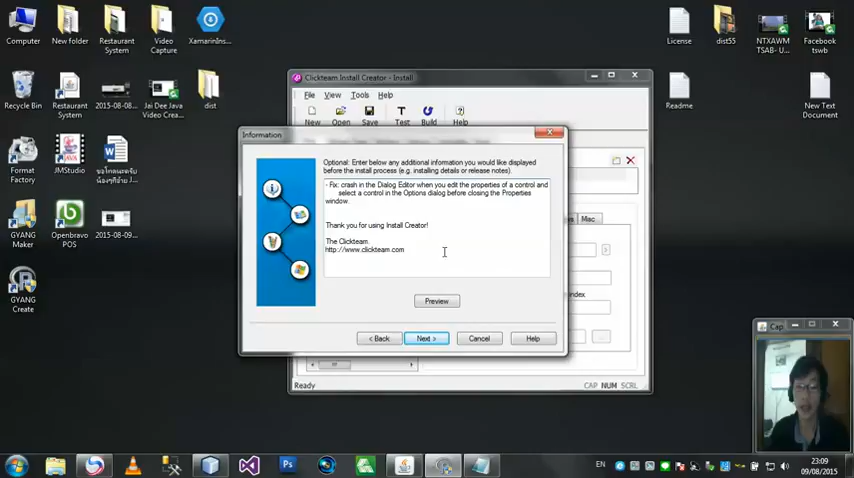 Computer
New folder
Restaurant System
Video Capture
XamarinIns...
License
dist55
NTXAWM TSAB- U...
Facebook tswb
Recycle Bin
Restaurant System
2015-08-08...
Jai Dee Java Video Crea...
dist
Readme
New Text Document
Format Factory
JMStudio
GYANG Maker
Openbravo POS
2015-08-09...
GYANG Create
Clickteam Install Creator - Install
File View Tools Help
New Open Save Test Build Help
Misc
Ready
CAP NUM SCRL
Information
Optional: Enter below any additional information you would like displayed
before the install process (e.g. installing details or release notes).
- Fix: crash in the Dialog Editor when you edit the properties of a control and
select a control in the Options dialog before closing the Properties
window.
Thank you for using Install Creator!
The Clickteam.
http://www.clickteam.com
Preview
< Back
Next >
Cancel
Help
Cap
EN
23:09
09/08/2015